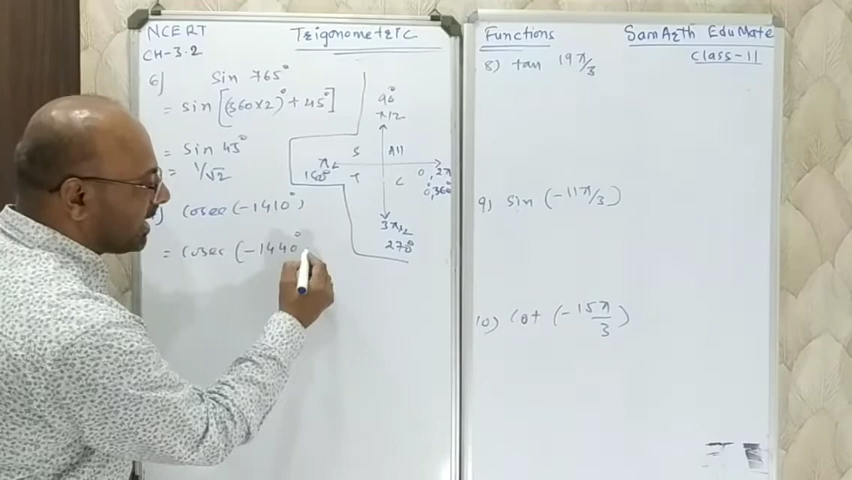 NCERT
CH-3.2
Trigonometric
6) Sin 765°
= Sin [(360×2)° + 45°]
= Sin 45°
= 1/√2
) Cosec (-1410°)
= Cosec (-1440°
90°
π/2
S All
π 0, 2π
180° 0°, 360°
T C
3π/2
270°
Functions SamArth EduMate
Class-11
8) tan 19π/3
9) Sin (-11π/3)
10) Cot (-15π/3)